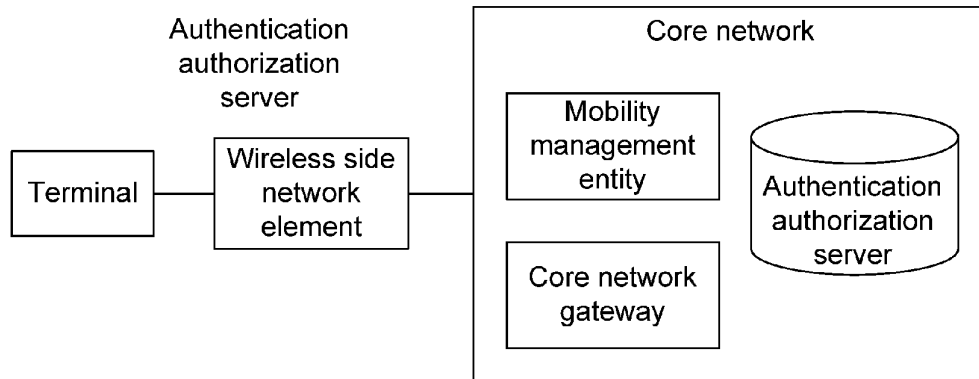 Authentication
authorization
server
Core network
Terminal
Wireless side
network
element
Mobility
management
entity
Core network
gateway
Authentication
authorization
server